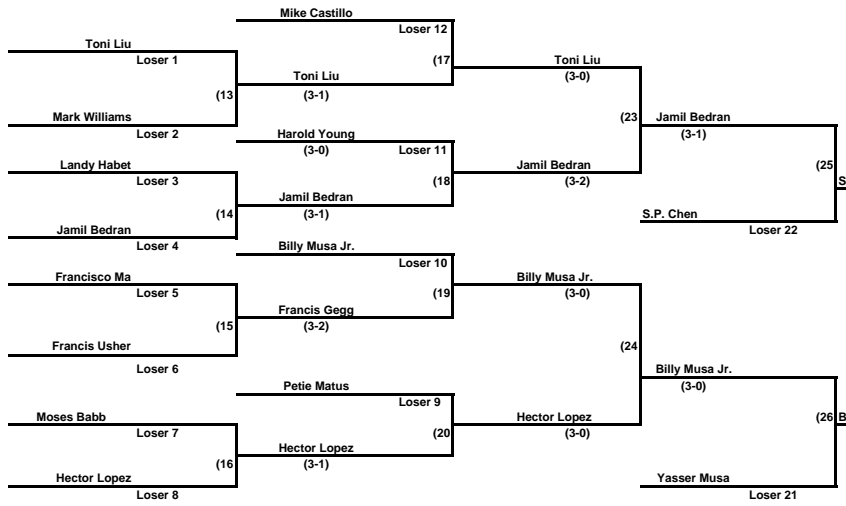 Mike Castillo
Loser 12
Toni Liu
Loser 1
(17
Toni Liu
(3-0)
Toni Liu
(3-1)
(13
Mark Williams
Loser 2
(23
Jamil Bedran
(3-1)
Harold Young
(3-0)
Loser 11
Landy Habet
Loser 3
(18
Jamil Bedran
(3-2)
(25
S
Jamil Bedran
(3-1)
(14
Jamil Bedran
Loser 4
S.P. Chen
Loser 22
Billy Musa Jr.
Loser 10
Francisco Ma
Loser 5
(19
Billy Musa Jr.
(3-0)
Francis Gegg
(3-2)
(15
Francis Usher
Loser 6
(24
Billy Musa Jr.
(3-0)
Petie Matus
Loser 9
Moses Babb
Loser 7
(20
Hector Lopez
(3-0)
(26
B
Hector Lopez
(3-1)
(16
Hector Lopez
Loser 8
Yasser Musa
Loser 21